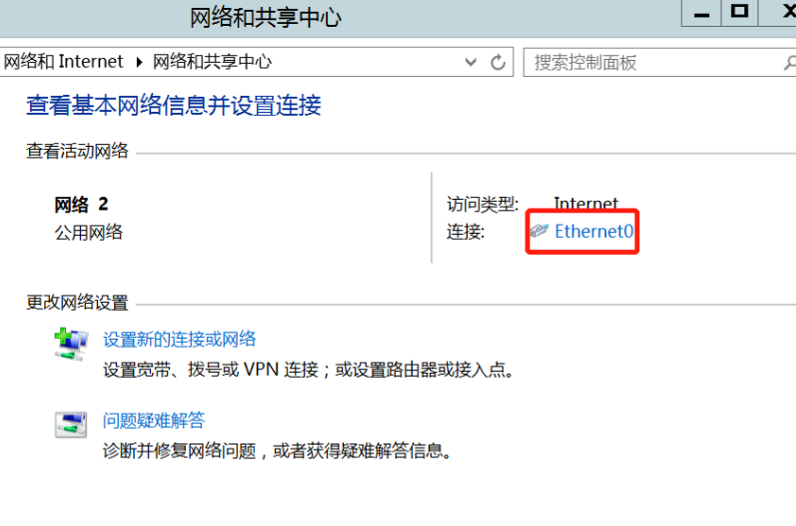 网络和共享中心
网络和 Internet ▸ 网络和共享中心
搜索控制面板
查看基本网络信息并设置连接
查看活动网络
网络 2
公用网络
访问类型: Internet
连接: Ethernet0
更改网络设置
设置新的连接或网络
设置宽带、拨号或 VPN 连接；或设置路由器或接入点。
问题疑难解答
诊断并修复网络问题，或者获得疑难解答信息。